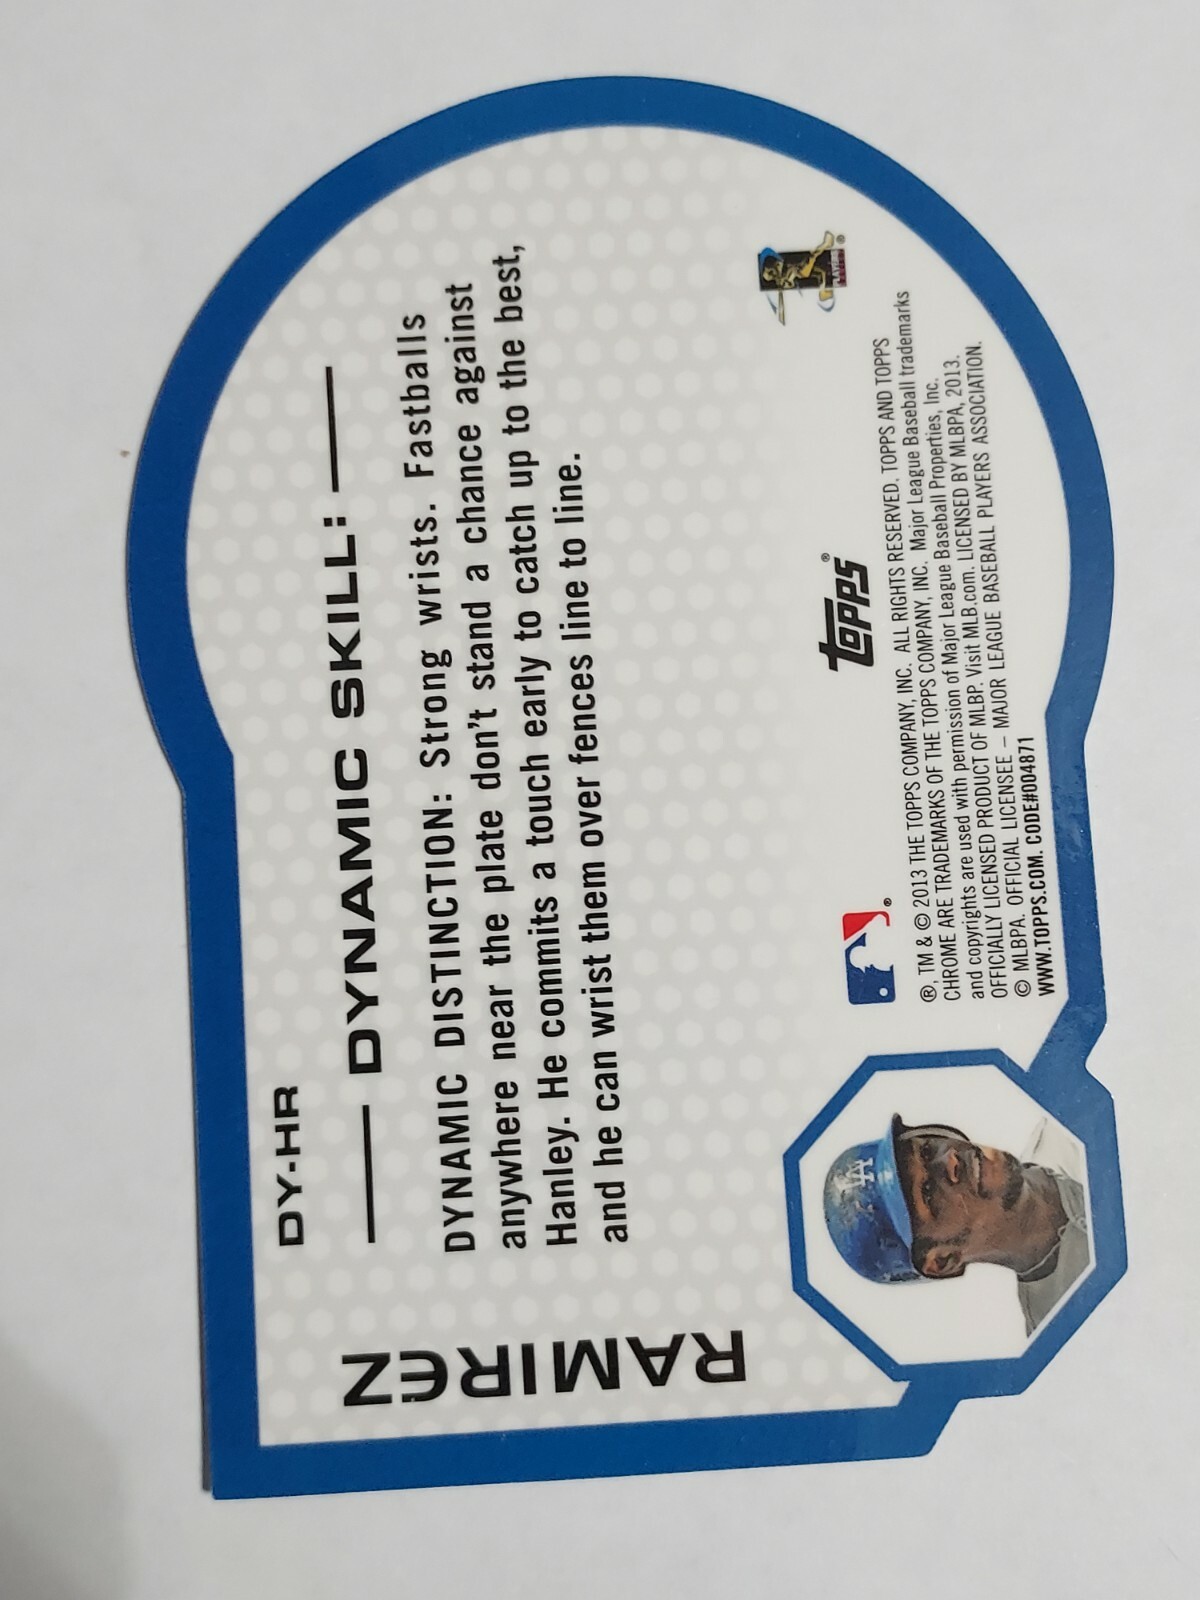 DY-HR
DYNAMIC SKILL:
DYNAMIC DISTINCTION: Strong wrists. Fastballs
anywhere near the plate don't stand a chance against
Hanley. He commits a touch early to catch up to the best,
and he can wrist them over fences line to line.
RAMIREZ
PLAYERS
®
TOPPS®
®
®, TM & © 2013 THE TOPPS COMPANY, INC. ALL RIGHTS RESERVED. TOPPS AND TOPPS
CHROME ARE TRADEMARKS OF THE TOPPS COMPANY, INC. Major League Baseball trademarks
and copyrights are used with permission of Major League Baseball Properties, Inc.
OFFICIALLY LICENSED PRODUCT OF MLBP. Visit MLB.com. LICENSED BY MLBPA, 2013.
© MLBPA. OFFICIAL LICENSEE – MAJOR LEAGUE BASEBALL PLAYERS ASSOCIATION.
WWW.TOPPS.COM. CODE#004871
LA